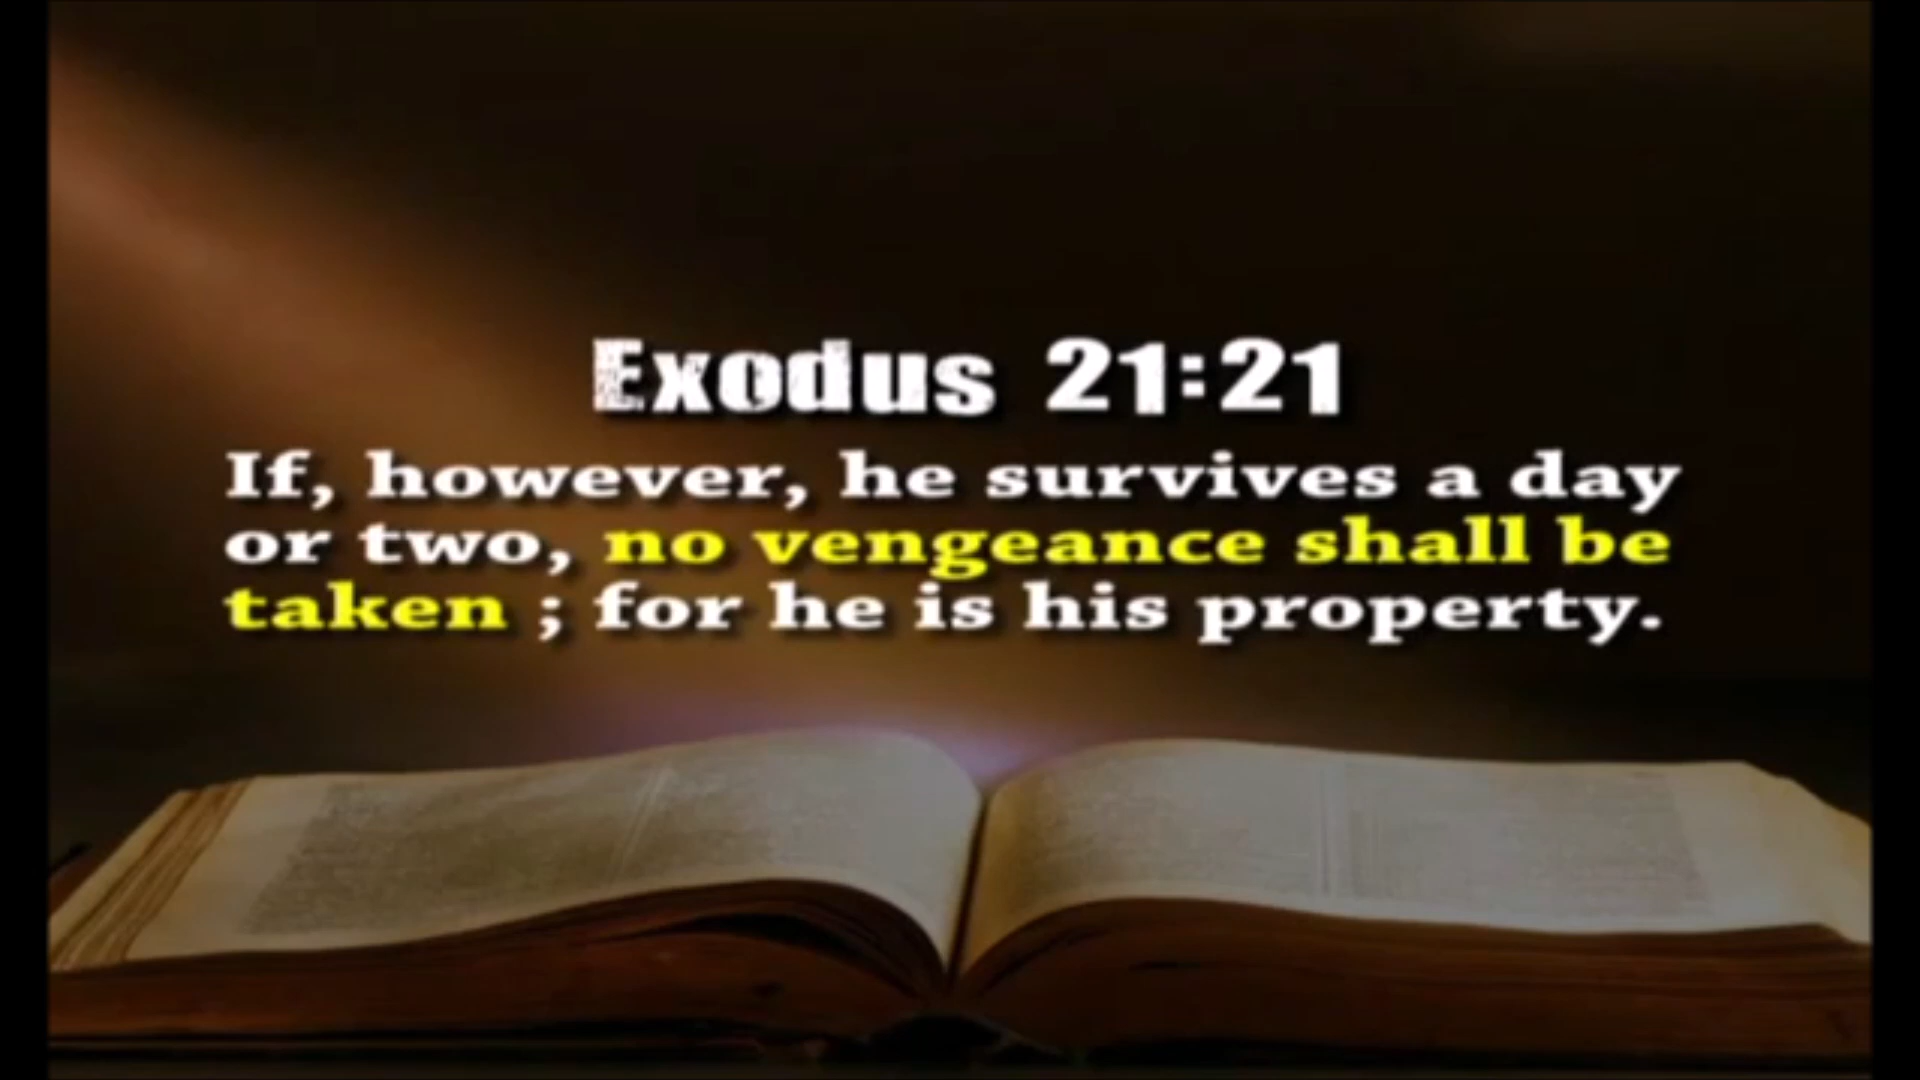 Exodus 21:21
If, however, he survives a day
or two, no vengeance shall be
taken ; for he is his property.